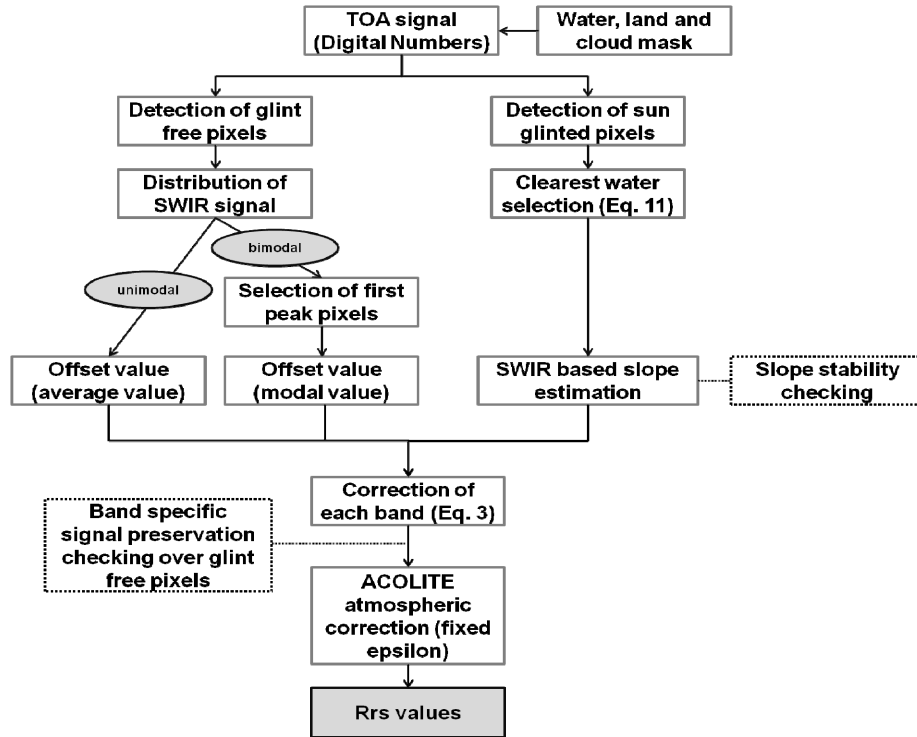 TOA signal
(Digital Numbers)
Water, land and
cloud mask
Detection of glint
free pixels
Detection of sun
glinted pixels
Distribution of
SWIR signal
Clearest water
selection (Eq. 11)
bimodal
unimodal
Selection of first
peak pixels
Offset value
(average value)
Offset value
(modal value)
SWIR based slope
estimation
Slope stability
checking
Correction of
each band (Eq. 3)
Band specific
signal preservation
checking over glint
free pixels
ACOLITE
atmospheric
correction (fixed
epsilon)
Rrs values